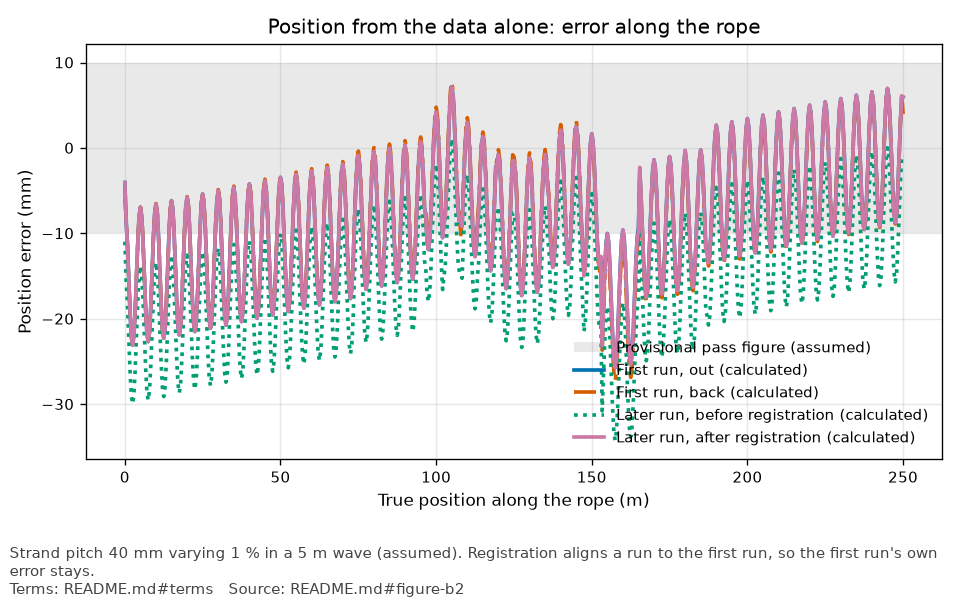 Position from the data alone: error along the rope
10
0
−10
−20
−30
Position error (mm)
Provisional pass figure (assumed)
First run, out (calculated)
First run, back (calculated)
Later run, before registration (calculated)
Later run, after registration (calculated)
0
50
100
150
200
250
True position along the rope (m)
Strand pitch 40 mm varying 1 % in a 5 m wave (assumed). Registration aligns a run to the first run, so the first run's own
error stays.
Terms: README.md#terms Source: README.md#figure-b2